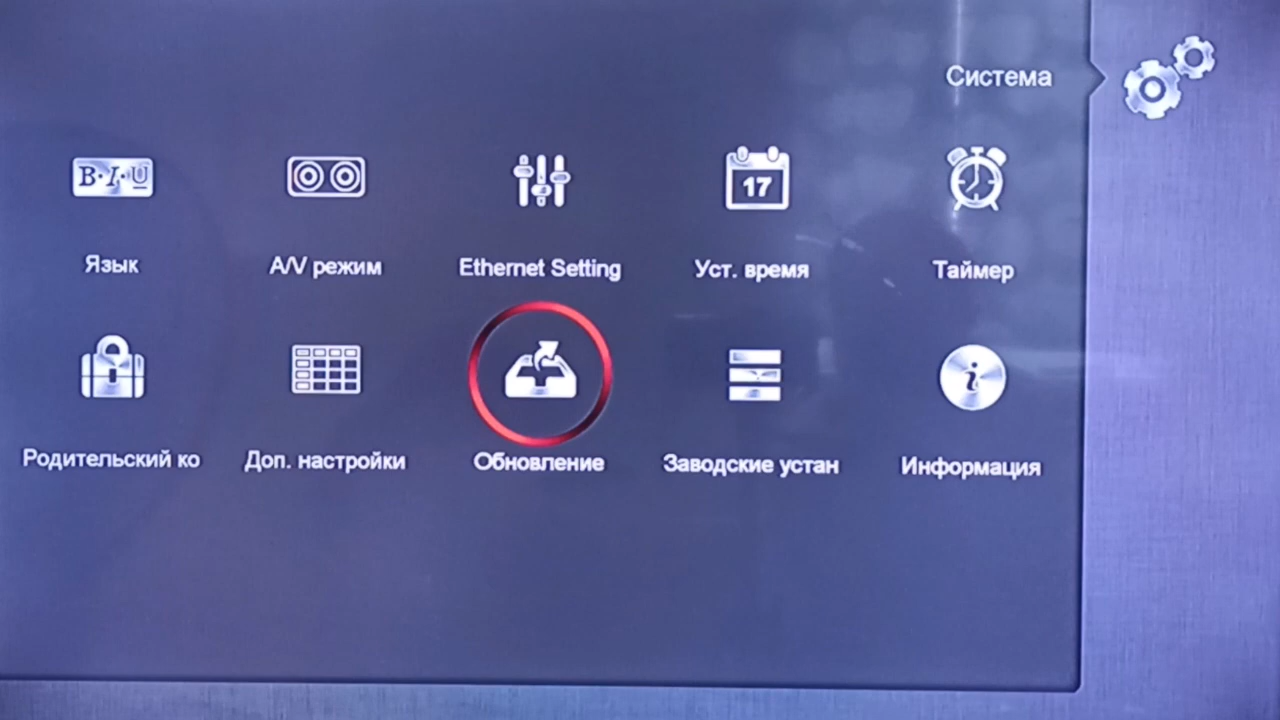 Система
B·I·U
17
Язык
A/V режим
Ethernet Setting
Уст. время
Таймер
Родительский ко
Доп. настройки
Обновление
Заводские устан
Информация